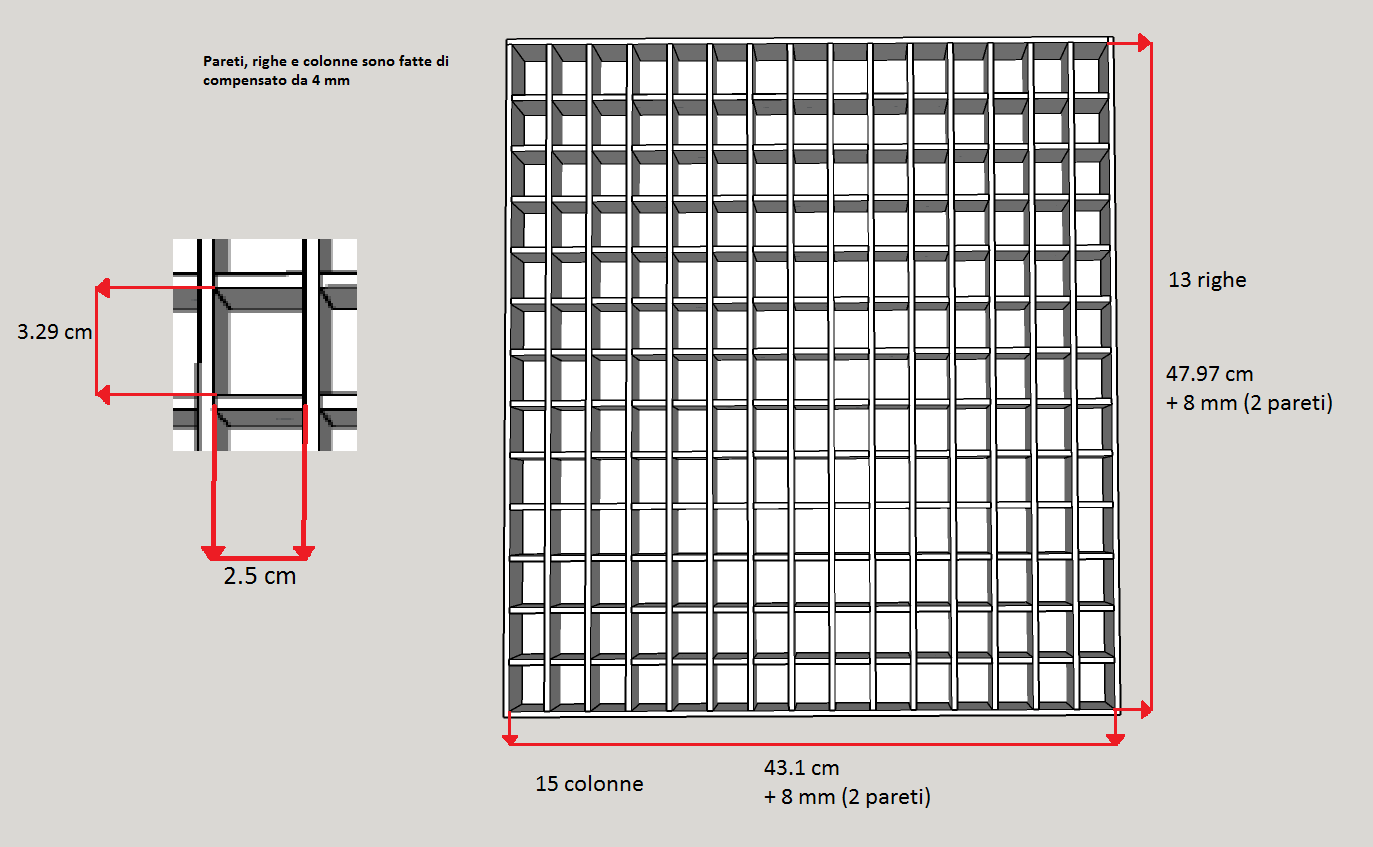 Pareti, righe e colonne sono fatte di
compensato da 4 mm
3.29 cm
2.5 cm
13 righe
47.97 cm
+ 8 mm (2 pareti)
43.1 cm
+ 8 mm (2 pareti)
15 colonne